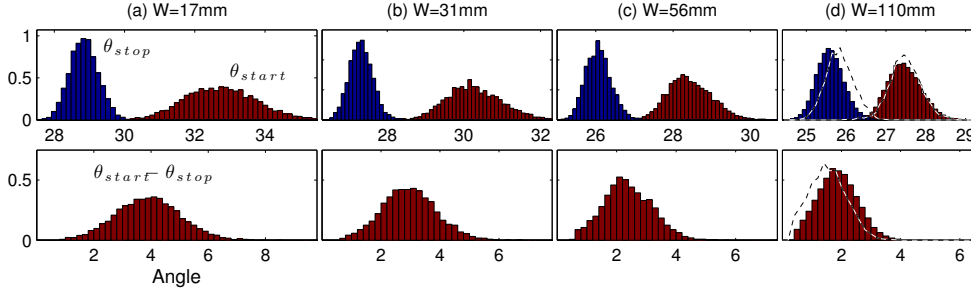 (a) W=17mm (b) W=31mm (c) W=56mm (d) W=110mm
1
0.5
0
θstop
θstart
28 30 32 34
28 30 32
26 28 30
25 26 27 28 29
0.5
0
θstart − θstop
2 4 6 8
2 4 6
2 4 6
2 4 6
Angle